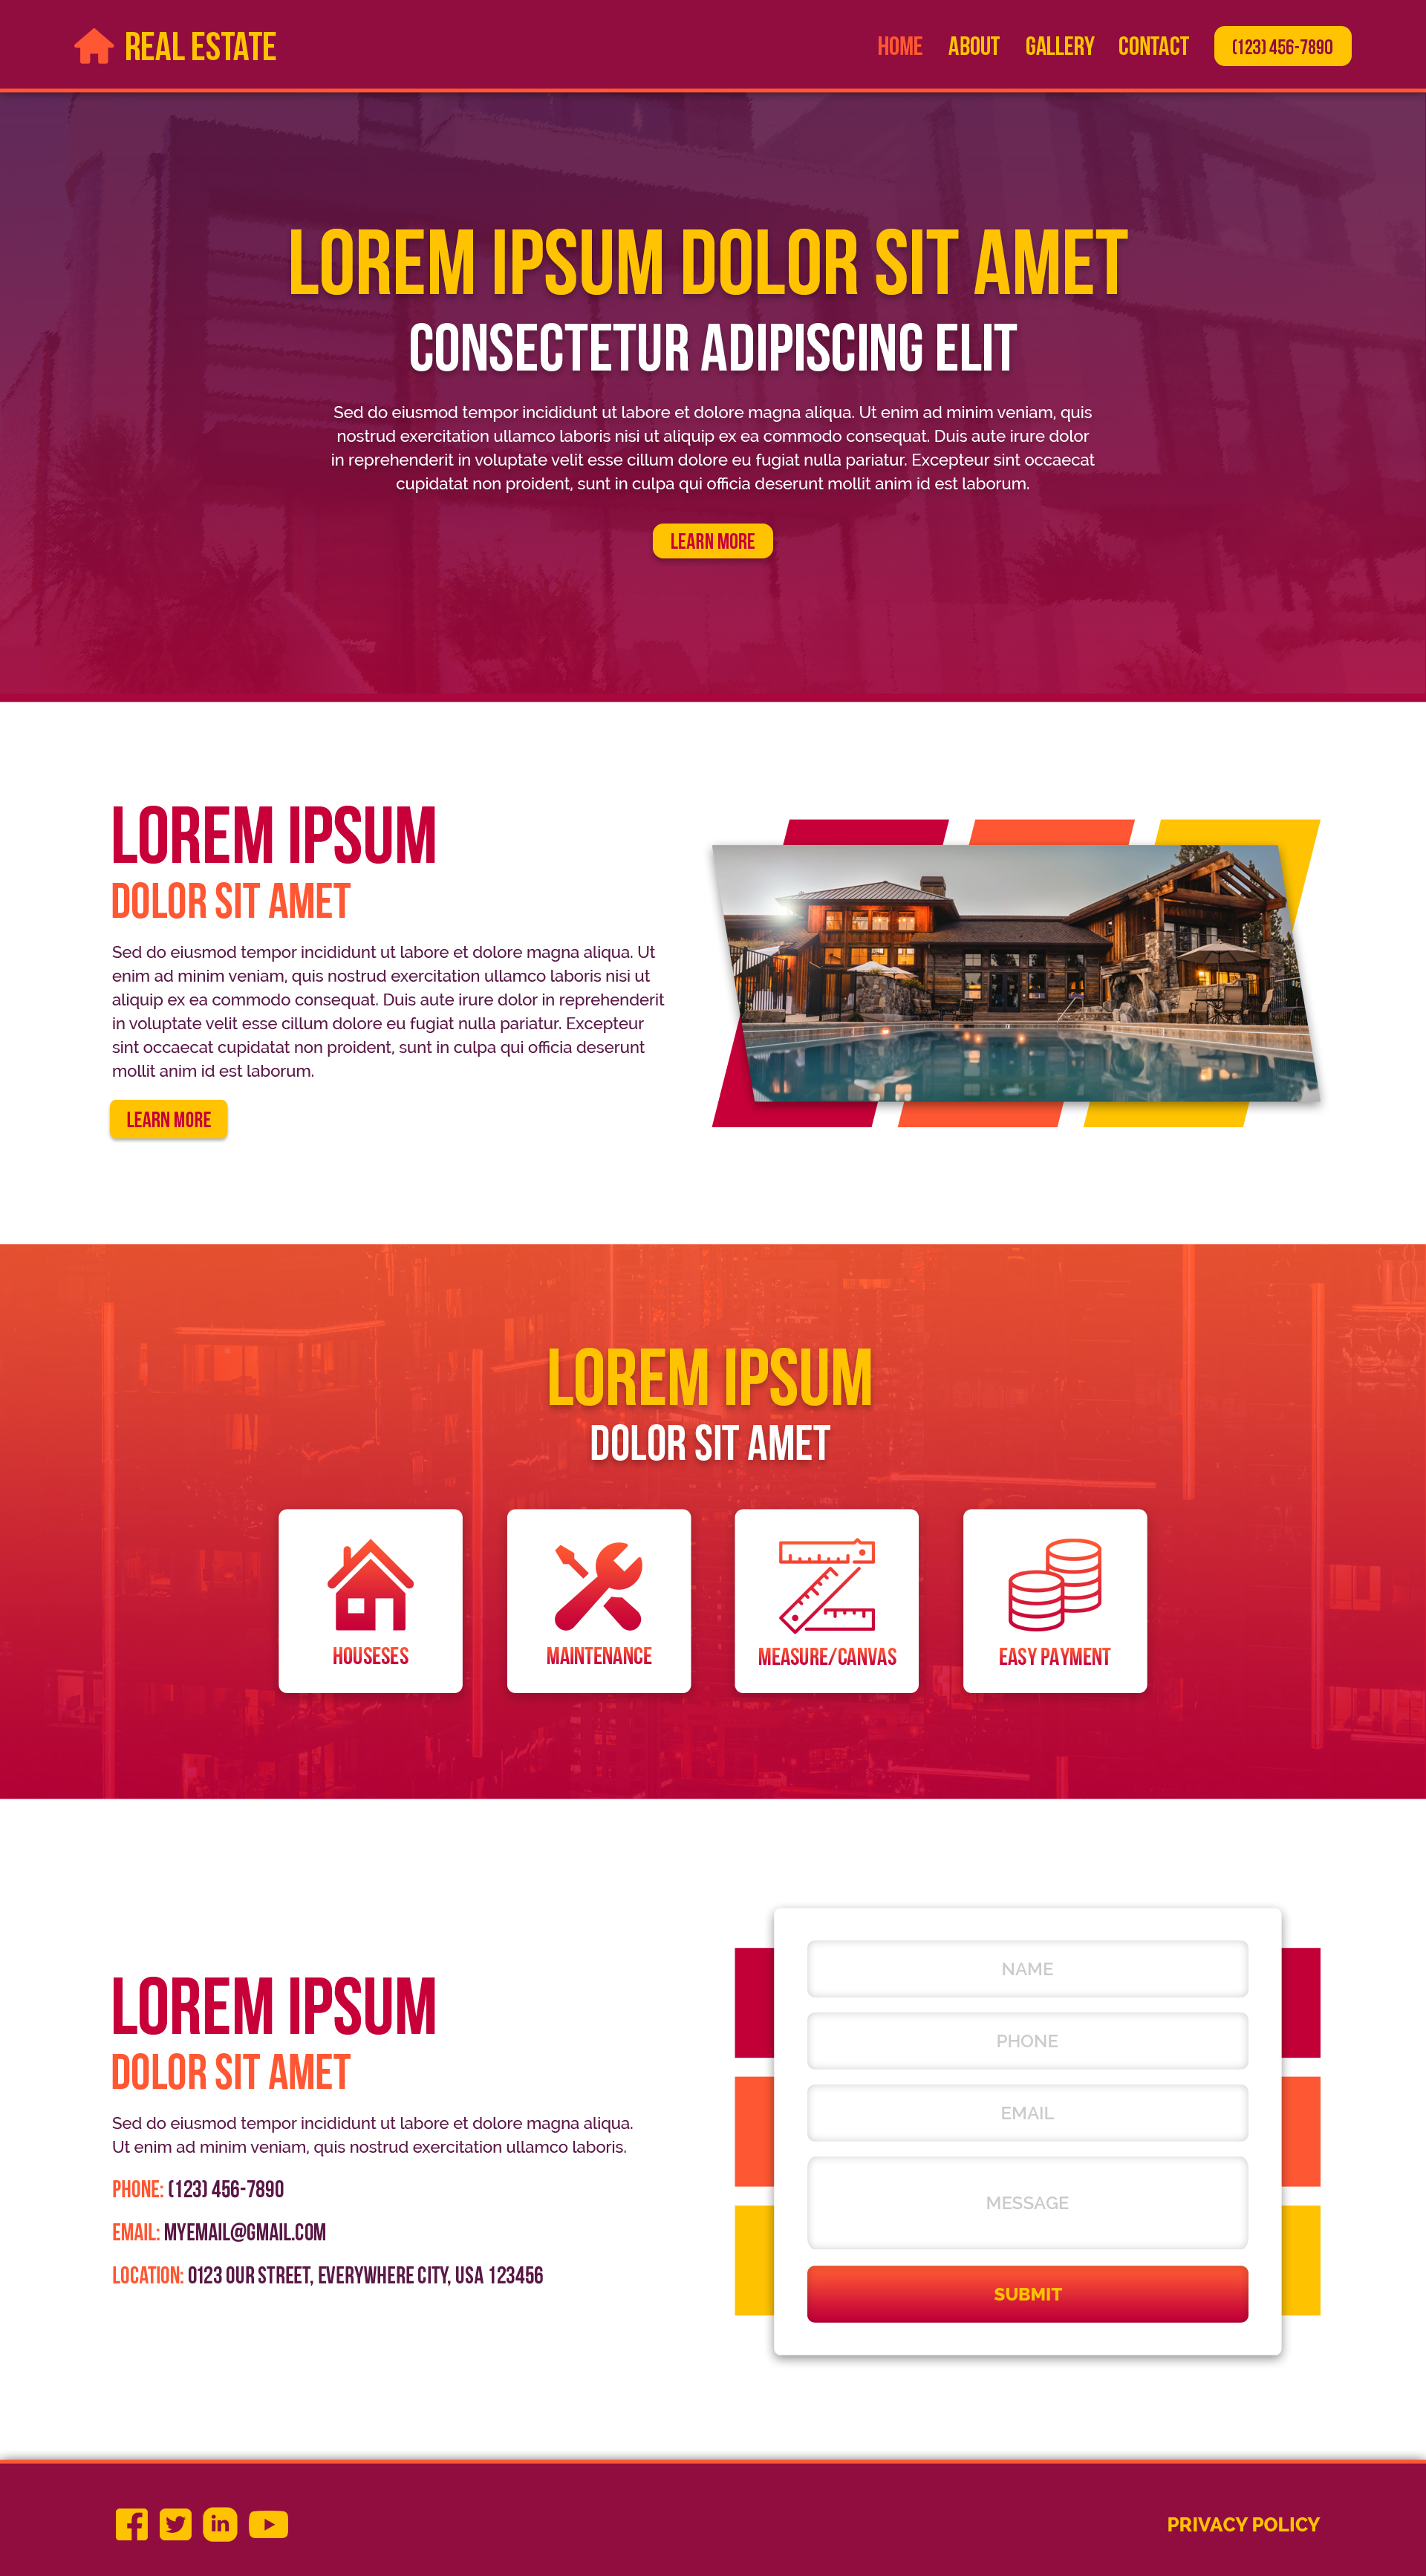 REAL ESTATE
HOME ABOUT GALLERY CONTACT (123) 456-7890
LOREM IPSUM DOLOR SIT AMET
CONSECTETUR ADIPISCING ELIT
Sed do eiusmod tempor incididunt ut labore et dolore magna aliqua. Ut enim ad minim veniam, quis
nostrud exercitation ullamco laboris nisi ut aliquip ex ea commodo consequat. Duis aute irure dolor
in reprehenderit in voluptate velit esse cillum dolore eu fugiat nulla pariatur. Excepteur sint occaecat
cupidatat non proident, sunt in culpa qui officia deserunt mollit anim id est laborum.
LEARN MORE
LOREM IPSUM
DOLOR SIT AMET
Sed do eiusmod tempor incididunt ut labore et dolore magna aliqua. Ut
enim ad minim veniam, quis nostrud exercitation ullamco laboris nisi ut
aliquip ex ea commodo consequat. Duis aute irure dolor in reprehenderit
in voluptate velit esse cillum dolore eu fugiat nulla pariatur. Excepteur
sint occaecat cupidatat non proident, sunt in culpa qui officia deserunt
mollit anim id est laborum.
LEARN MORE
LOREM IPSUM
DOLOR SIT AMET
HOUSESES
MAINTENANCE
MEASURE/CANVAS
EASY PAYMENT
LOREM IPSUM
DOLOR SIT AMET
Sed do eiusmod tempor incididunt ut labore et dolore magna aliqua.
Ut enim ad minim veniam, quis nostrud exercitation ullamco laboris.
PHONE: (123) 456-7890
EMAIL: MYEMAIL@GMAIL.COM
LOCATION: 0123 OUR STREET, EVERYWHERE CITY, USA 123456
NAME
PHONE
EMAIL
MESSAGE
SUBMIT
in
PRIVACY POLICY